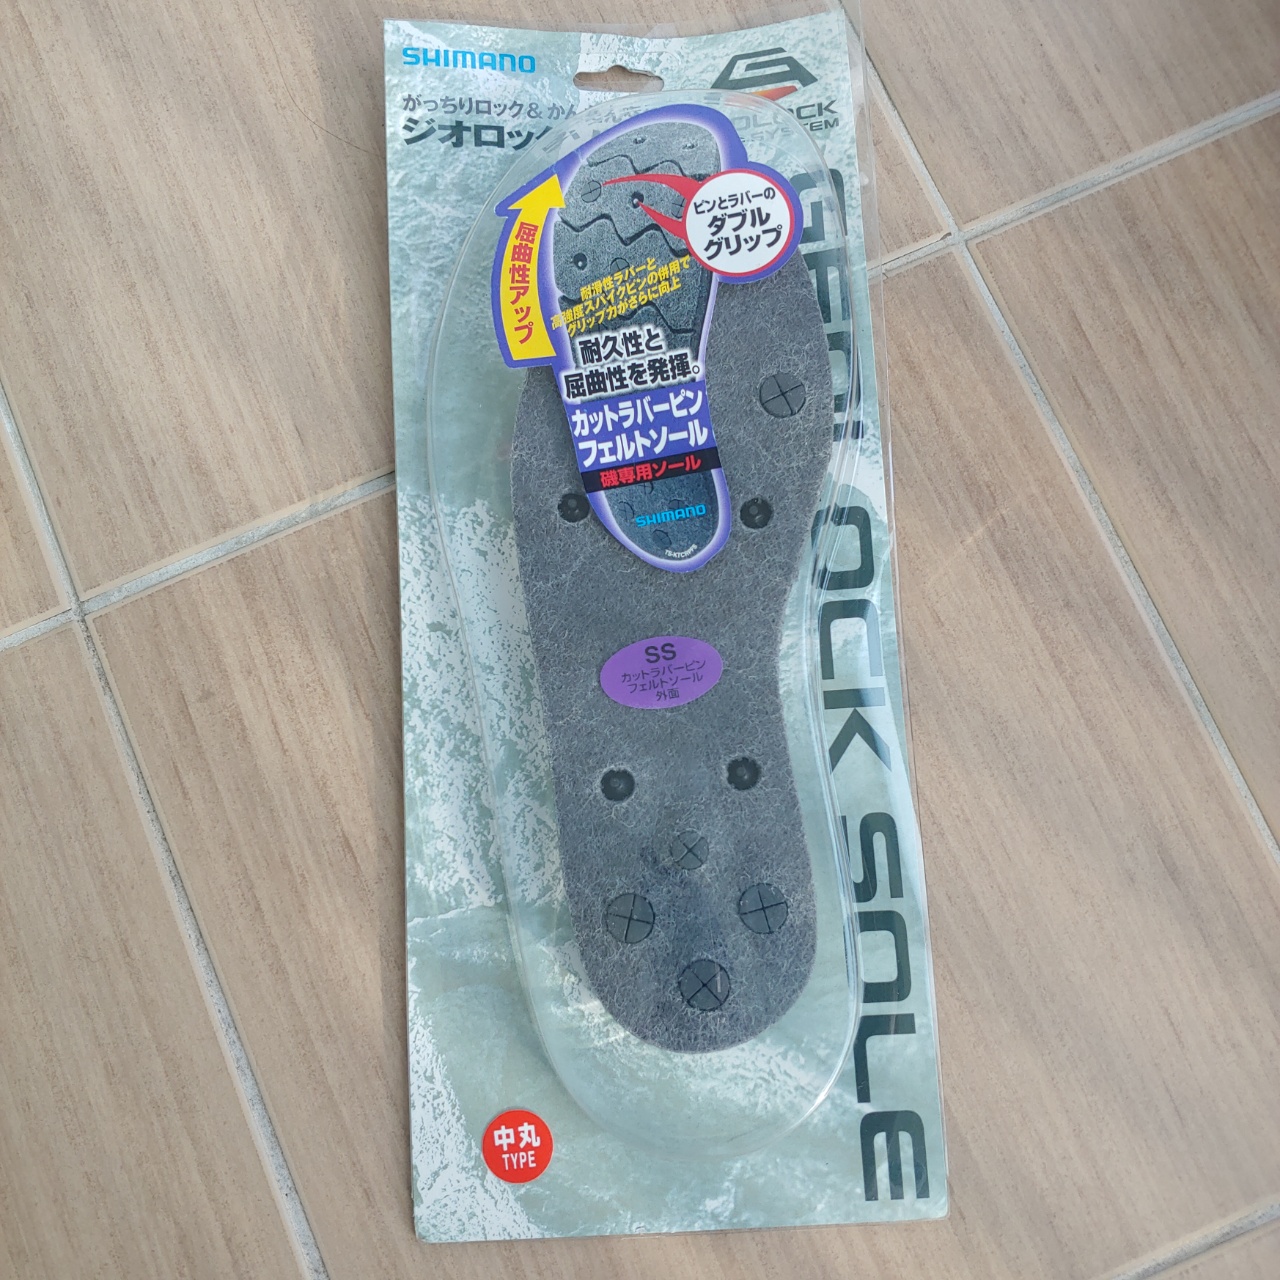 SHIMANO
がっちりロック&かん
ジオロック
LOCK
SYSTEM
ピンとラバーの
ダブル
グリップ
屈曲性アップ
耐滑性ラバーと
高強度スパイクピンの併用で
グリップ力がさらに向上
耐久性と
屈曲性を発揮。
カットラバーピン
フェルトソール
磯専用ソール
SHIMANO
SS
カットラバーピン
フェルトソール
外面
GEOLOCK SOLE
中丸
TYPE